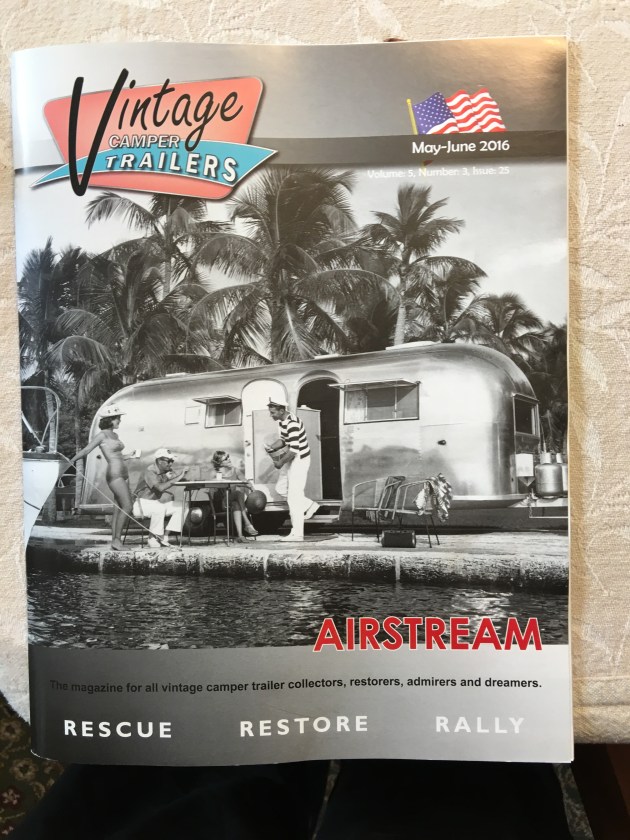 Vintage
CAMPER
TRAILERS
May-June 2016
Volume: 5, Number: 3, Issue: 25
AIRSTREAM
The magazine for all vintage camper trailer collectors, restorers, admirers and dreamers.
RESCUE RESTORE RALLY